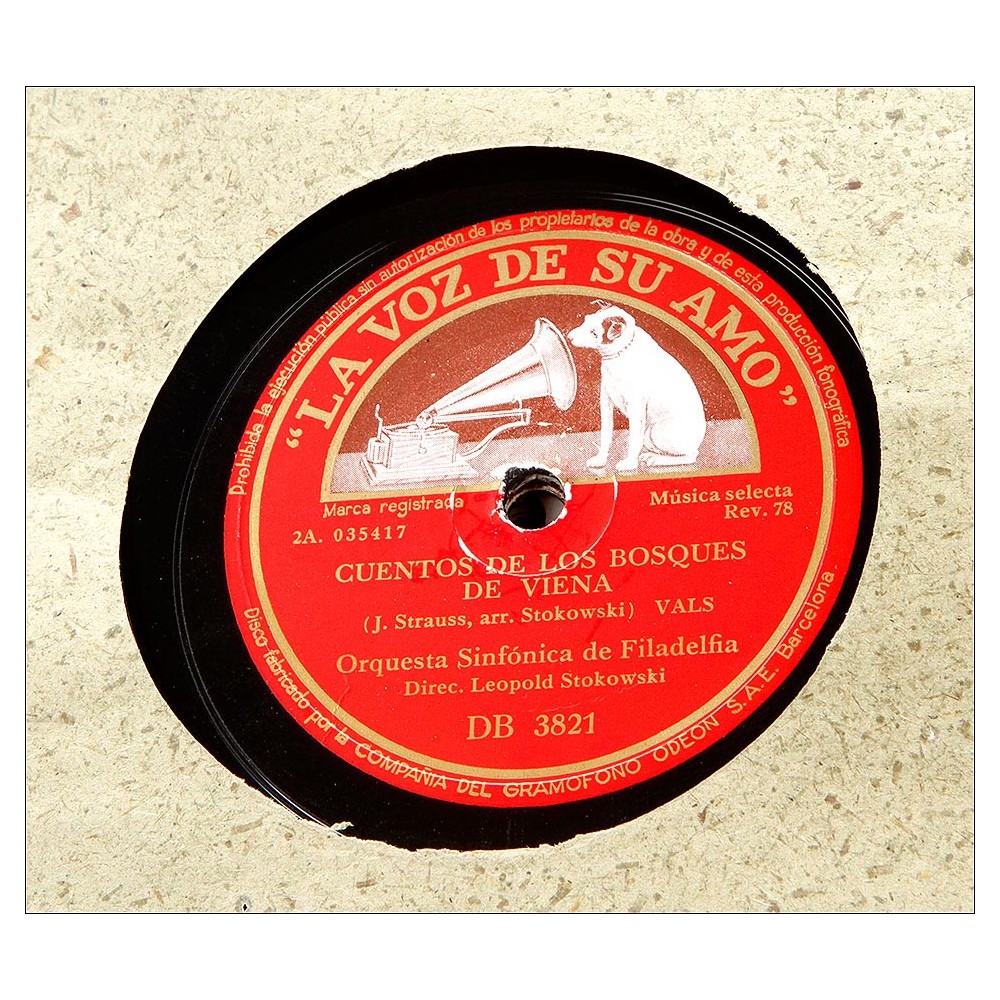 Prohibida la ejecución pública sin autorización de los propietarios de la obra y de esta producción fonográfica
“LA VOZ DE SU AMO”
Marca registrada
2A. 035417
Música selecta
Rev. 78
CUENTOS DE LOS BOSQUES
DE VIENA
(J. Strauss, arr. Stokowski) VALS
Orquesta Sinfónica de Filadelfia
Direc. Leopold Stokowski
DB 3821
Disco fabricado por la COMPAÑIA DEL GRAMOFONO ODEON S.A.E. Barcelona.